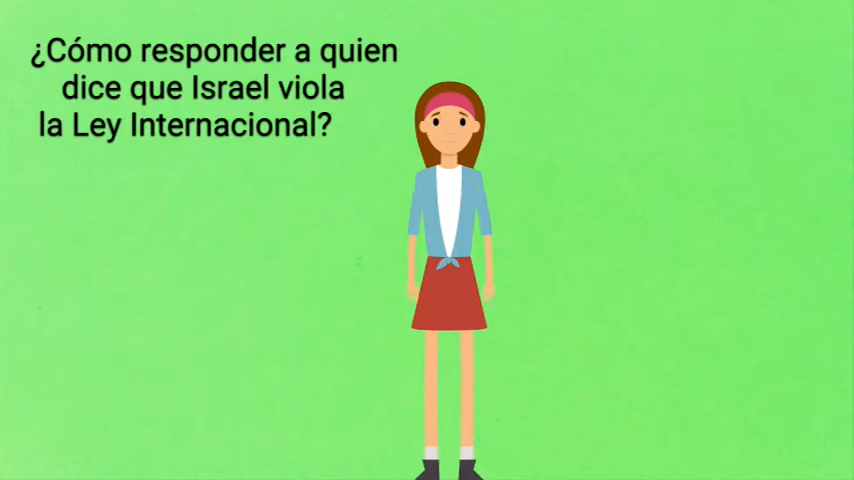 ¿Cómo responder a quien
dice que Israel viola
la Ley Internacional?